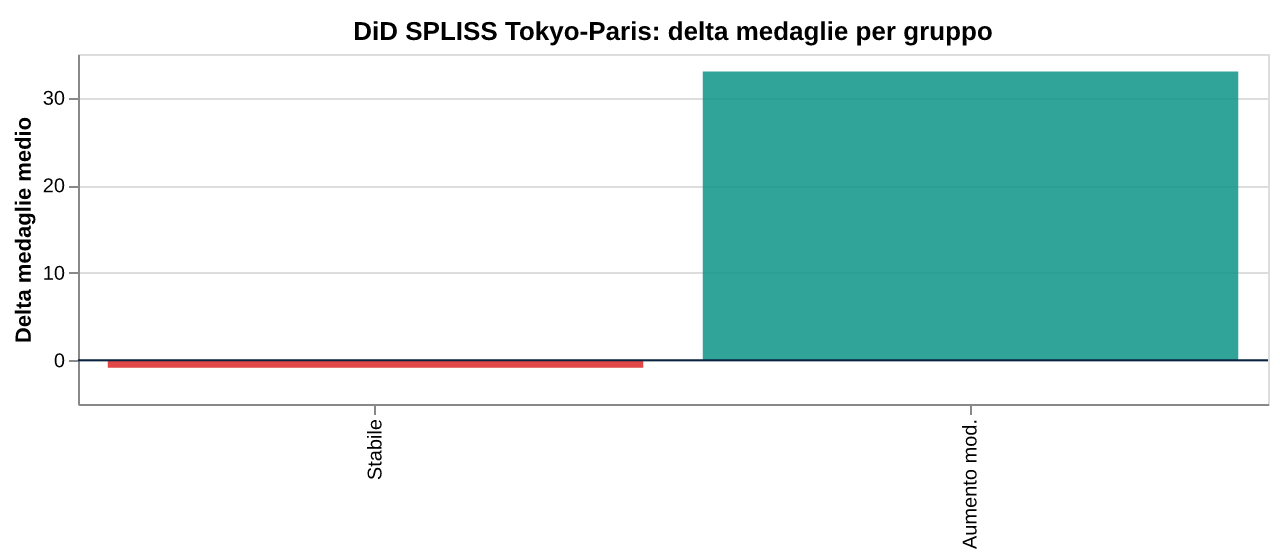 DiD SPLISS Tokyo-Paris: delta medaglie per gruppo
Delta medaglie medio
30
20
10
0
Stabile
Aumento mod.